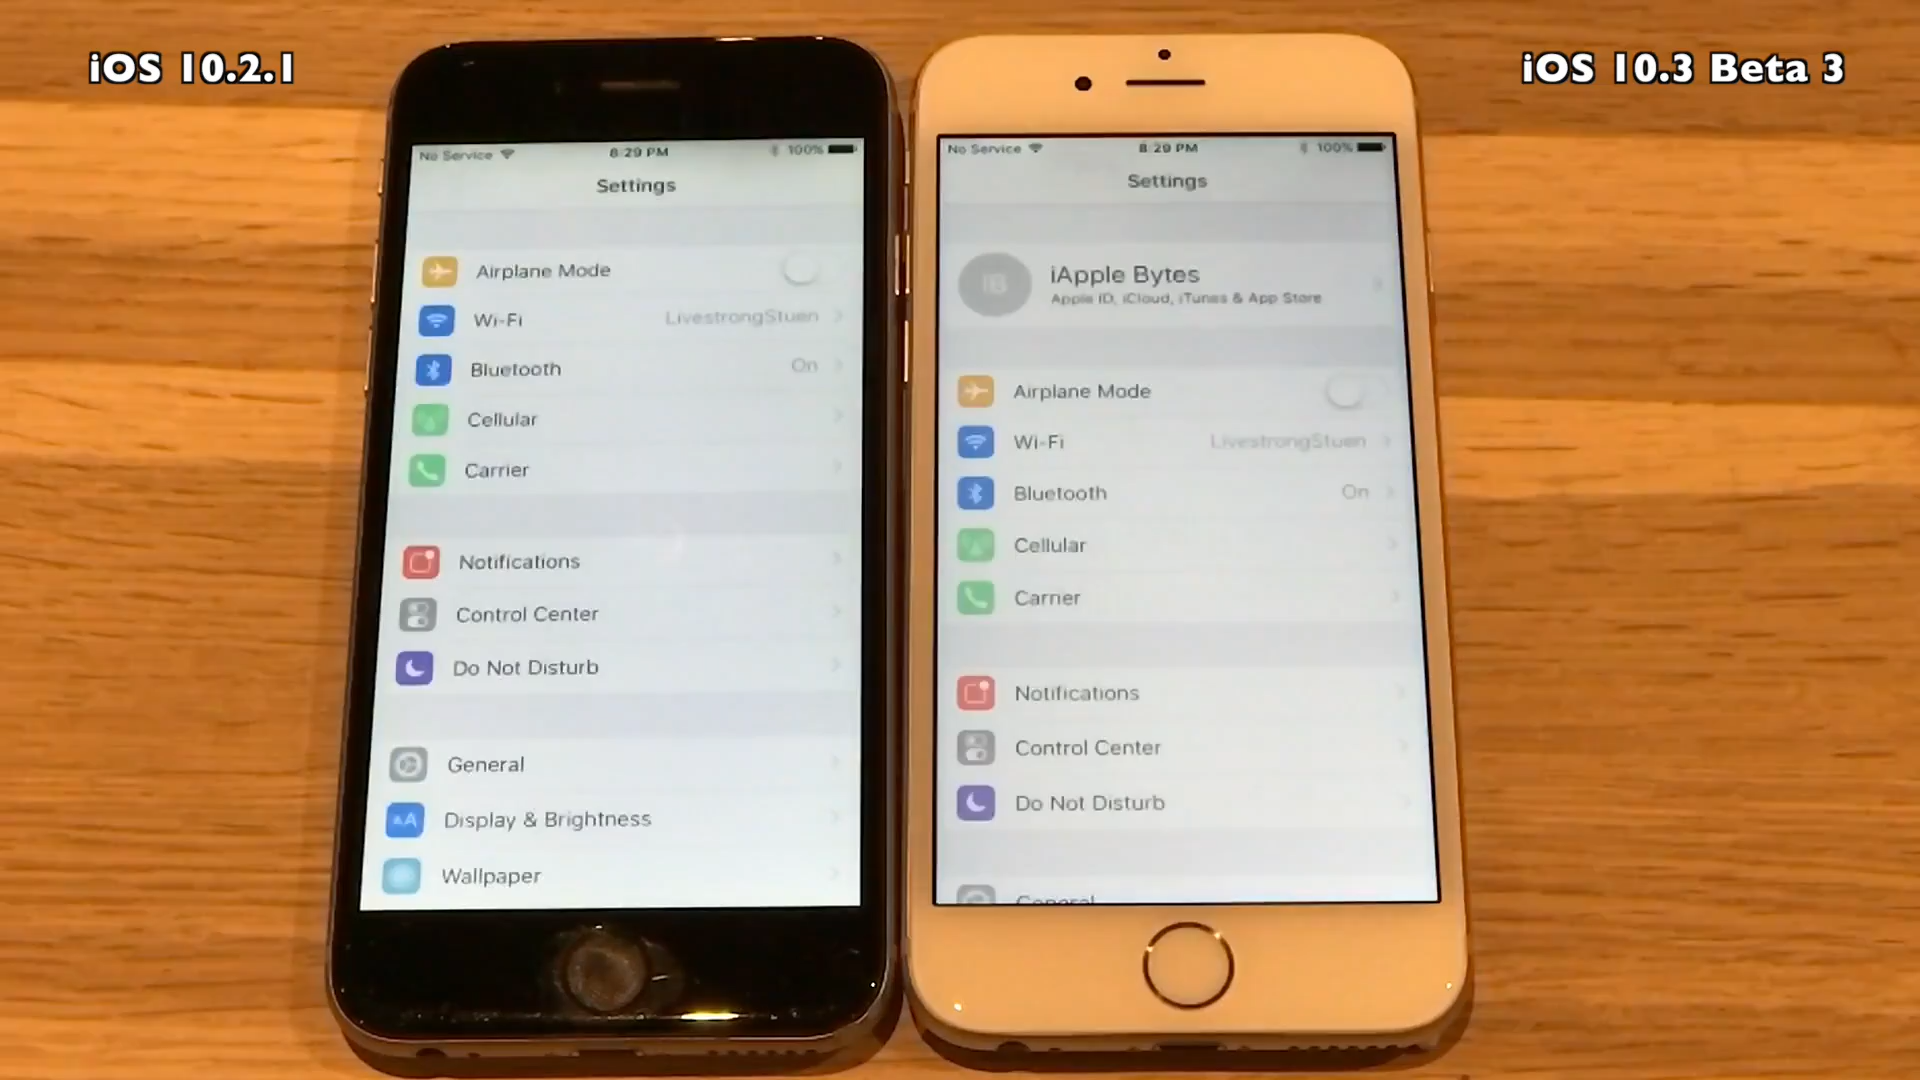 iOS 10.2.1
iOS 10.3 Beta 3
No Service 8:29 PM 100%
Settings
Airplane Mode
Wi-Fi LivestrongStuen
Bluetooth On
Cellular
Carrier
Notifications
Control Center
Do Not Disturb
General
AA Display & Brightness
Wallpaper
No Service 8:29 PM 100%
Settings
IB
iApple Bytes
Apple ID, iCloud, iTunes & App Store
Airplane Mode
Wi-Fi LivestrongStuen
Bluetooth On
Cellular
Carrier
Notifications
Control Center
Do Not Disturb
General